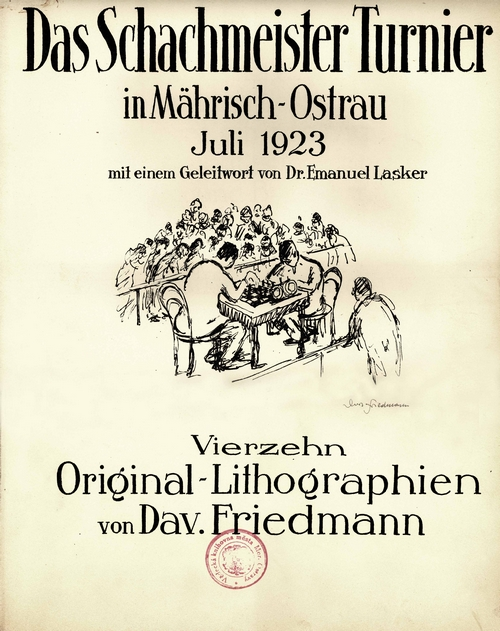 Das Schachmeister Turnier
in Mährisch-Ostrau
Juli 1923
mit einem Geleitwort von Dr. Emanuel Lasker
Vierzehn
Original-Lithographien
von Dav. Friedmann